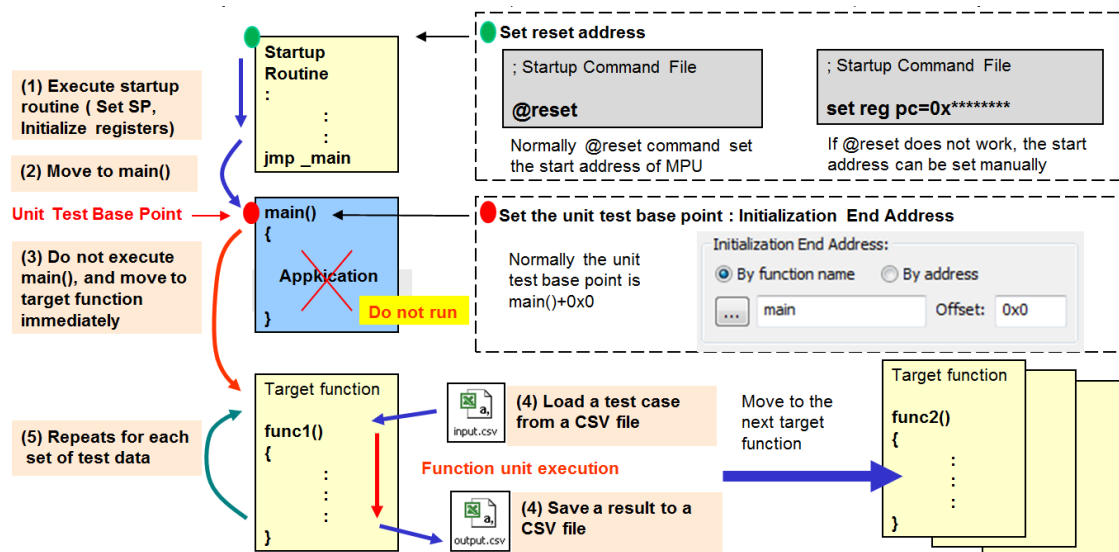 Startup
Routine
:
:
:
jmp _main
(1) Execute startup
routine ( Set SP,
Initialize registers)
(2) Move to main()
Set reset address
; Startup Command File
@reset
Normally @reset command set
the start address of MPU
; Startup Command File
set reg pc=0x********
If @reset does not work, the start
address can be set manually
Unit Test Base Point
main()
{
Appkication
}
Do not run
(3) Do not execute
main(), and move to
target function
immediately
Set the unit test base point : Initialization End Address
Normally the unit
test base point is
main()+0x0
Initialization End Address:
By function name
By address
...
main
Offset:
0x0
Target function
func1()
{
:
:
:
}
(5) Repeats for each
set of test data
a,
input.csv
(4) Load a test case
from a CSV file
Function unit execution
a,
output.csv
(4) Save a result to a
CSV file
Move to the
next target
function
Target function
func2()
{
:
:
:
}